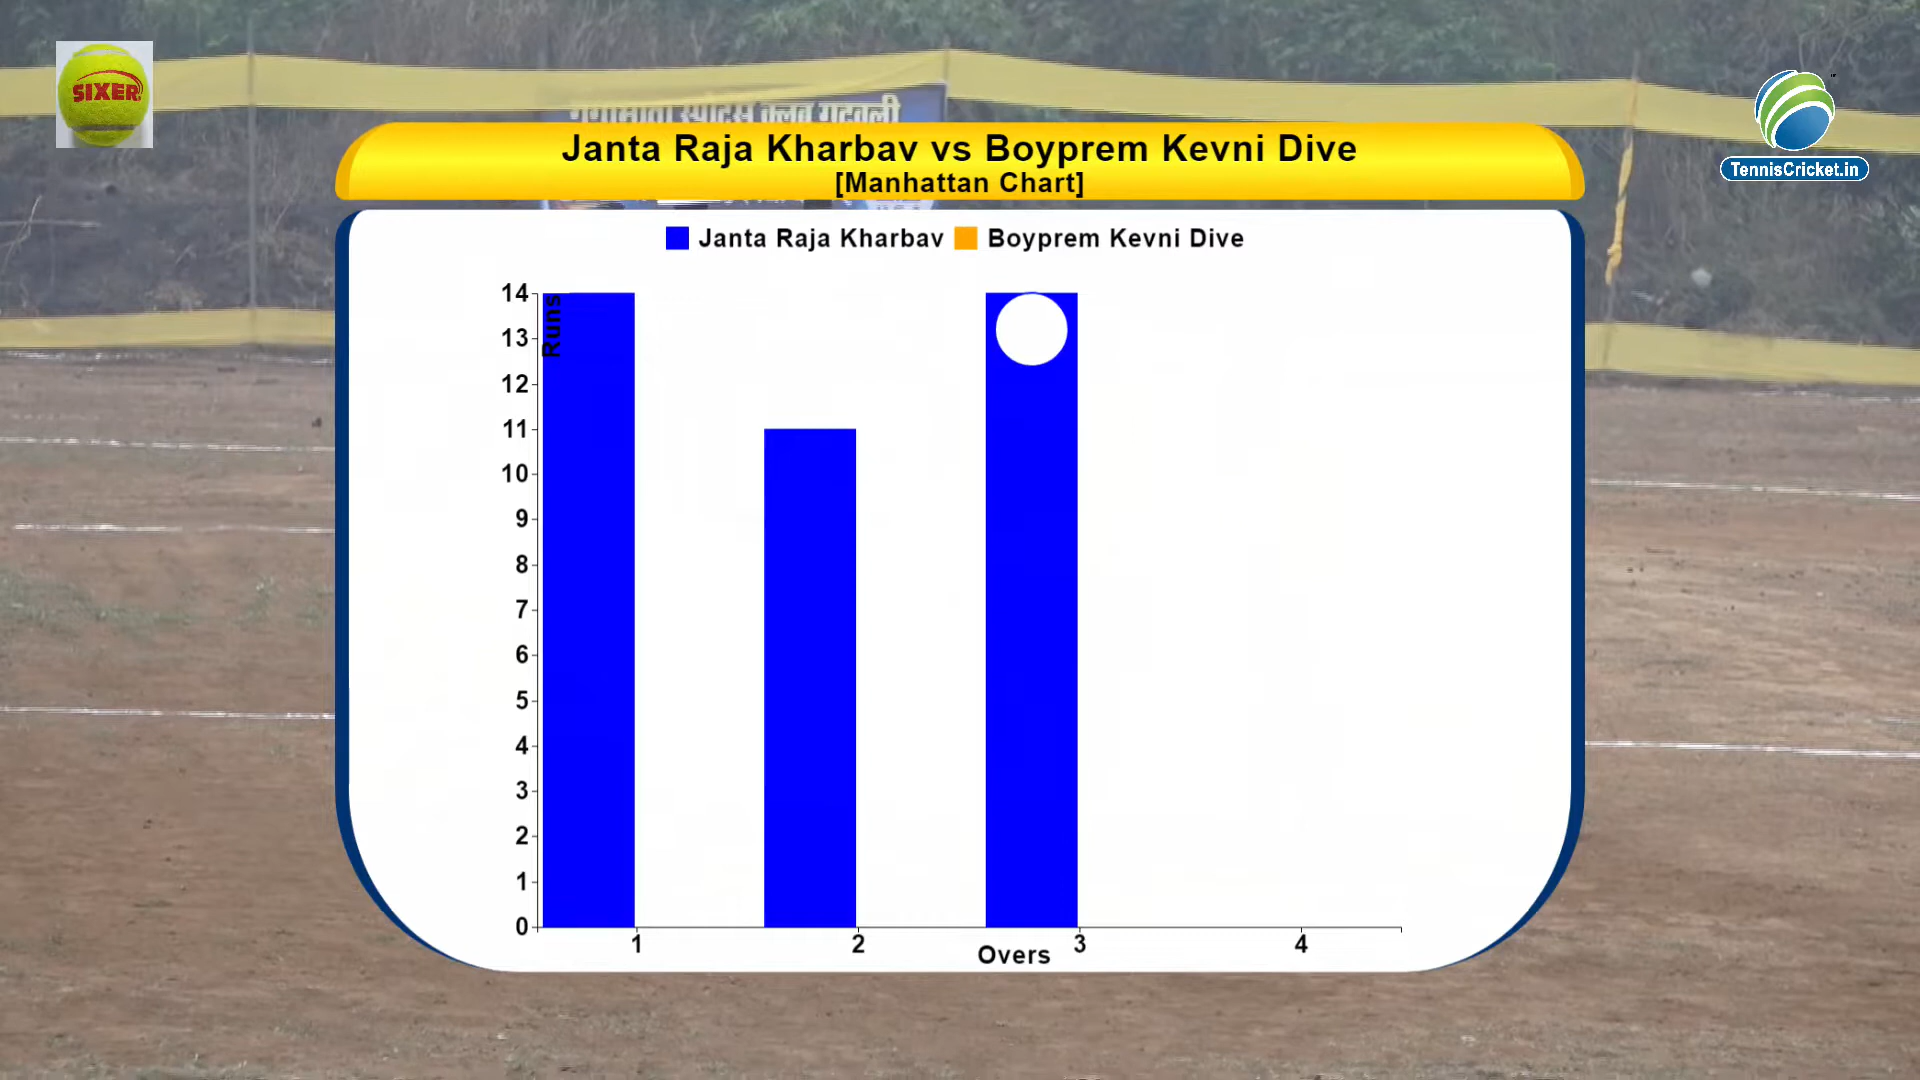 SIXER
स्पोर्ट्स क्लब
Janta Raja Kharbav vs Boyprem Kevni Dive
[Manhattan Chart]
TennisCricket.in
Janta Raja Kharbav
Boyprem Kevni Dive
Runs
14
13
12
11
10
9
8
7
6
5
4
3
2
1
0
1
2
3
4
Overs